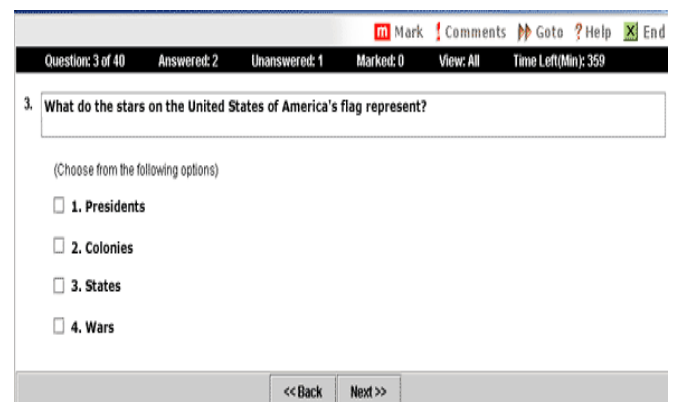 m Mark ! Comments Goto ? Help X End
Question: 3 of 40 Answered: 2 Unanswered: 1 Marked: 0 View: All Time Left(Min): 359
3. What do the stars on the United States of America's flag represent?
(Choose from the following options)
1. Presidents
2. Colonies
3. States
4. Wars
<< Back Next >>